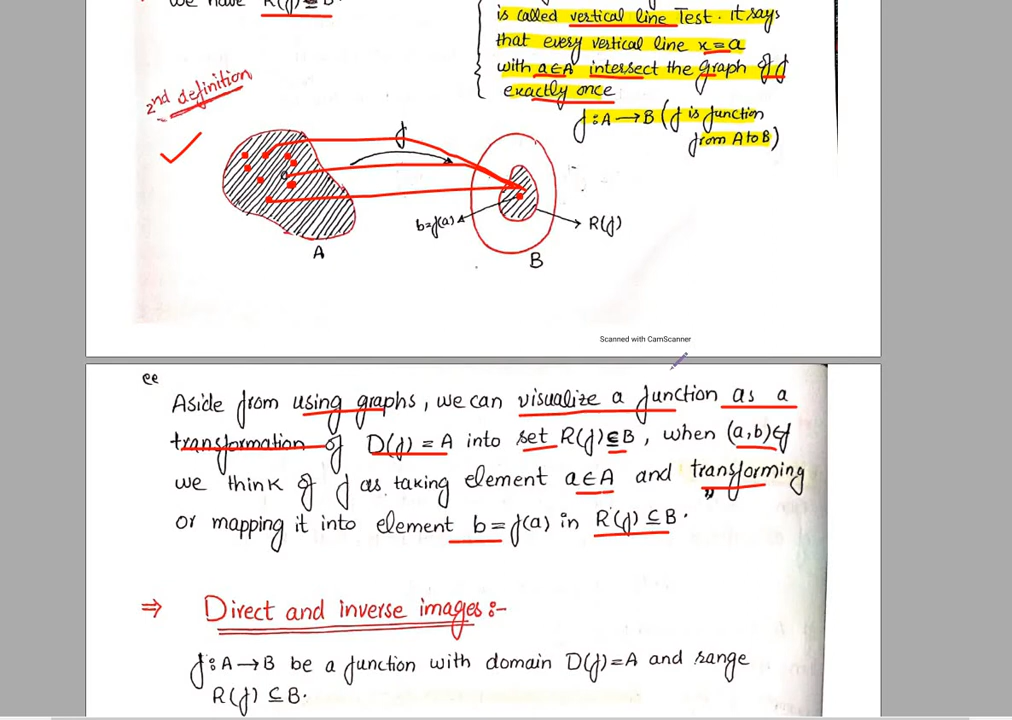 we have R(f) ⊆ B.
is called vertical line Test. it says
that every vertical line x=a
with a∈A intersect the graph of f
exactly once
f:A→B (f is function
from A to B)
2nd definition
f
a
b=f(a)
R(f)
A
B
Scanned with CamScanner
"
Aside from using graphs, we can visualize a function as a
transformation of D(f) = A into set R(f)⊆B, when (a,b)∈f
we think of f as taking element a∈A and transforming
"
or mapping it into element b=f(a) in R(f) ⊆B.
⇒ Direct and inverse images:-
f:A→B be a function with domain D(f)=A and range
R(f) ⊆B.